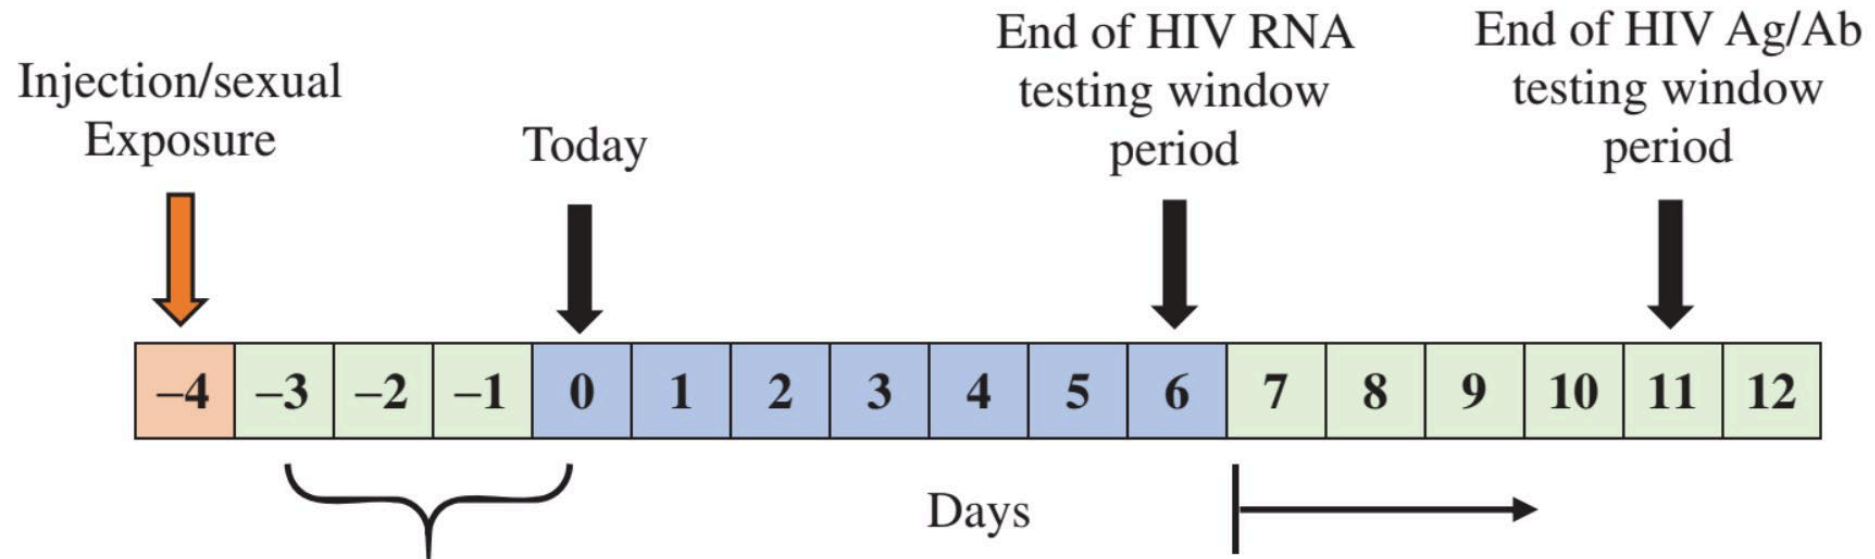 Injection/sexual
Exposure
Today
End of HIV RNA
testing window
period
End of HIV Ag/Ab
testing window
period
–4 –3 –2 –1 0 1 2 3 4 5 6 7 8 9 10 11 12
Days